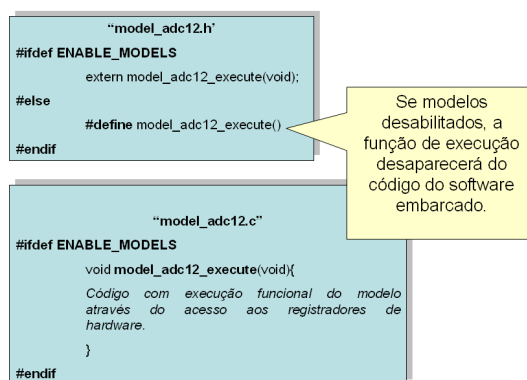 “model_adc12.h’
#ifdef ENABLE_MODELS
extern model_adc12_execute(void);
#else
#define model_adc12_execute()
#endif
Se modelos
desabilitados, a
função de execução
desaparecerá do
código do software
embarcado.
“model_adc12.c”
#ifdef ENABLE_MODELS
void model_adc12_execute(void){
Código com execução funcional do modelo
através do acesso aos registradores de
hardware.
}
#endif